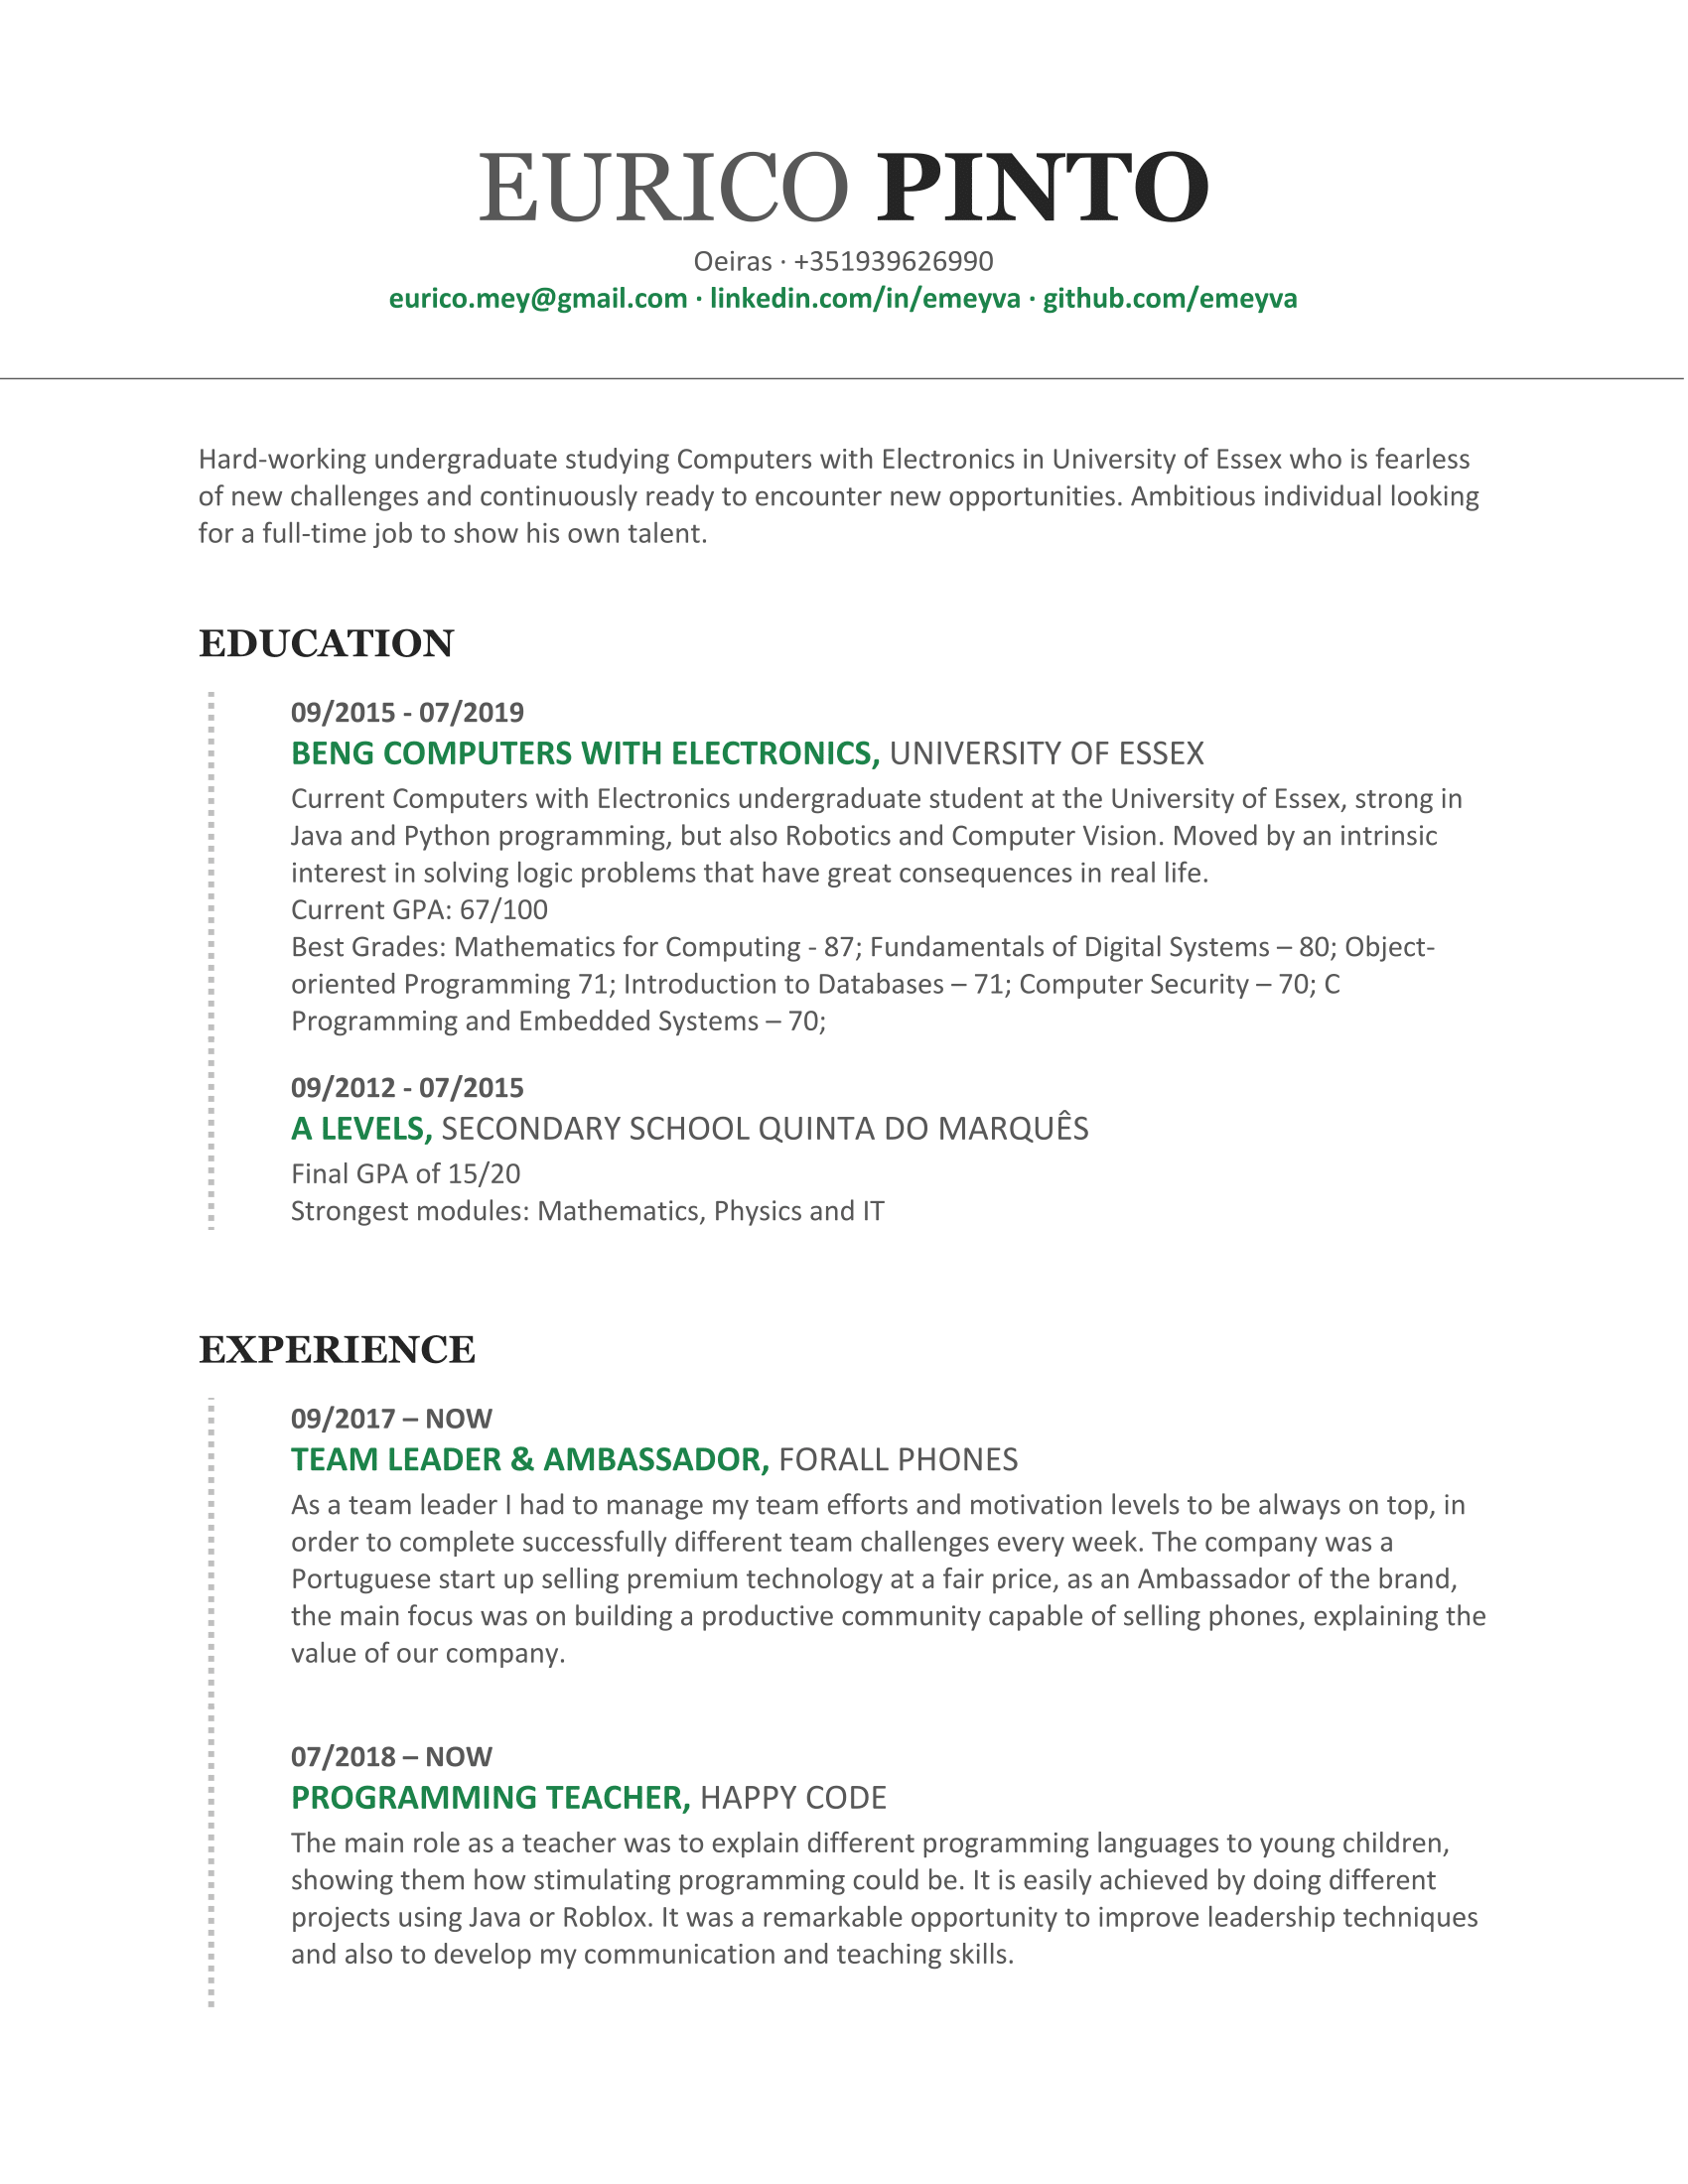 EURICO PINTO
Oeiras · +351939626990
eurico.mey@gmail.com · linkedin.com/in/emeyva · github.com/emeyva
Hard-working undergraduate studying Computers with Electronics in University of Essex who is fearless
of new challenges and continuously ready to encounter new opportunities. Ambitious individual looking
for a full-time job to show his own talent.
EDUCATION
09/2015 - 07/2019
BENG COMPUTERS WITH ELECTRONICS, UNIVERSITY OF ESSEX
Current Computers with Electronics undergraduate student at the University of Essex, strong in
Java and Python programming, but also Robotics and Computer Vision. Moved by an intrinsic
interest in solving logic problems that have great consequences in real life.
Current GPA: 67/100
Best Grades: Mathematics for Computing - 87; Fundamentals of Digital Systems – 80; Object-
oriented Programming 71; Introduction to Databases – 71; Computer Security – 70; C
Programming and Embedded Systems – 70;
09/2012 - 07/2015
A LEVELS, SECONDARY SCHOOL QUINTA DO MARQUÊS
Final GPA of 15/20
Strongest modules: Mathematics, Physics and IT
EXPERIENCE
09/2017 – NOW
TEAM LEADER & AMBASSADOR, FORALL PHONES
As a team leader I had to manage my team efforts and motivation levels to be always on top, in
order to complete successfully different team challenges every week. The company was a
Portuguese start up selling premium technology at a fair price, as an Ambassador of the brand,
the main focus was on building a productive community capable of selling phones, explaining the
value of our company.
07/2018 – NOW
PROGRAMMING TEACHER, HAPPY CODE
The main role as a teacher was to explain different programming languages to young children,
showing them how stimulating programming could be. It is easily achieved by doing different
projects using Java or Roblox. It was a remarkable opportunity to improve leadership techniques
and also to develop my communication and teaching skills.